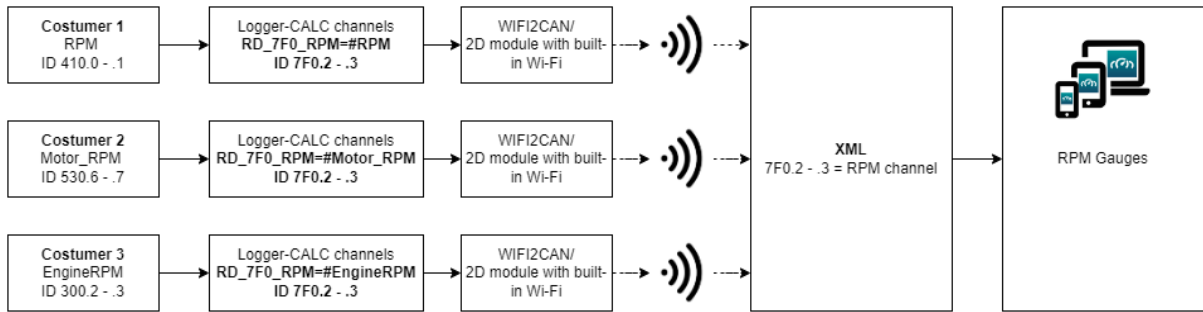 Costumer 1
RPM
ID 410.0 - .1
Logger-CALC channels
RD_7F0_RPM=#RPM
ID 7F0.2 - .3
WIFI2CAN/
2D module with built-
in Wi-Fi
Costumer 2
Motor_RPM
ID 530.6 - .7
Logger-CALC channels
RD_7F0_RPM=#Motor_RPM
ID 7F0.2 - .3
WIFI2CAN/
2D module with built-
in Wi-Fi
Costumer 3
EngineRPM
ID 300.2 - .3
Logger-CALC channels
RD_7F0_RPM=#EngineRPM
ID 7F0.2 - .3
WIFI2CAN/
2D module with built-
in Wi-Fi
XML
7F0.2 - .3 = RPM channel
RPM Gauges